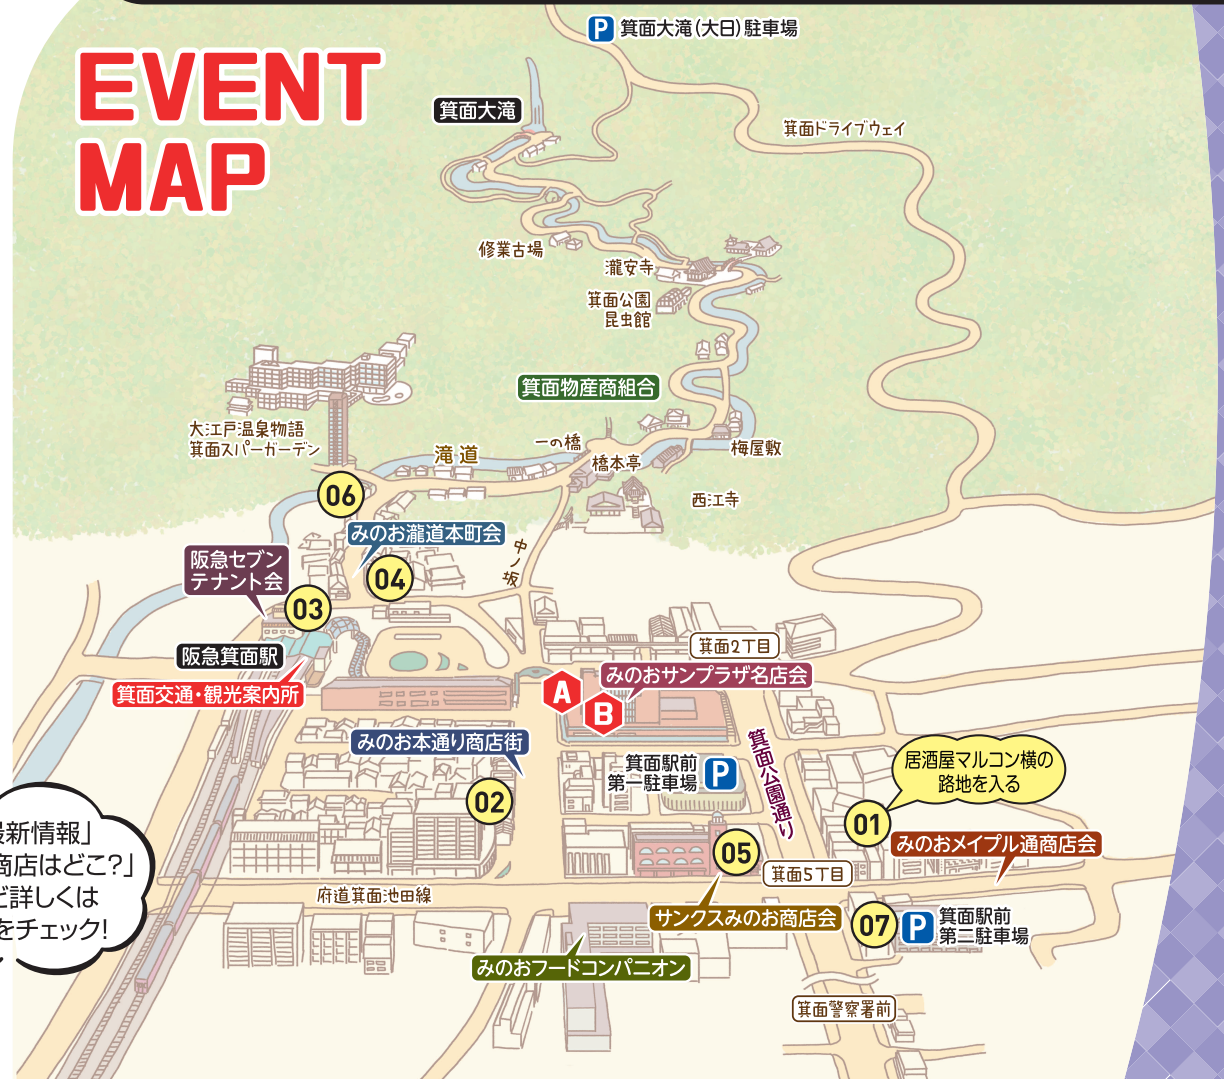 EVENT
MAP
P 箕面大滝(大日)駐車場
箕面大滝
箕面ドライブウェイ
修業古場
瀧安寺
箕面公園
昆虫館
箕面物産商組合
大江戸温泉物語
箕面スパーガーデン
滝道
一の橋
橋本亭
梅屋敷
西江寺
06
みのお瀧道本町会
中ノ坂
阪急セブン
テナント会
04
03
阪急箕面駅
箕面交通・観光案内所
箕面2丁目
みのおサンプラザ名店会
A
B
みのお本通り商店街
箕面駅前
第一駐車場
P
箕面公園通り
居酒屋マルコン横の
路地を入る
02
01
みのおメイプル通商店会
05
箕面5丁目
最新情報」
商店はどこ?」
ど詳しくは
をチェック!
府道箕面池田線
サンクスみのお商店会
07
P
箕面駅前
第二駐車場
みのおフードコンパニオン
箕面警察署前